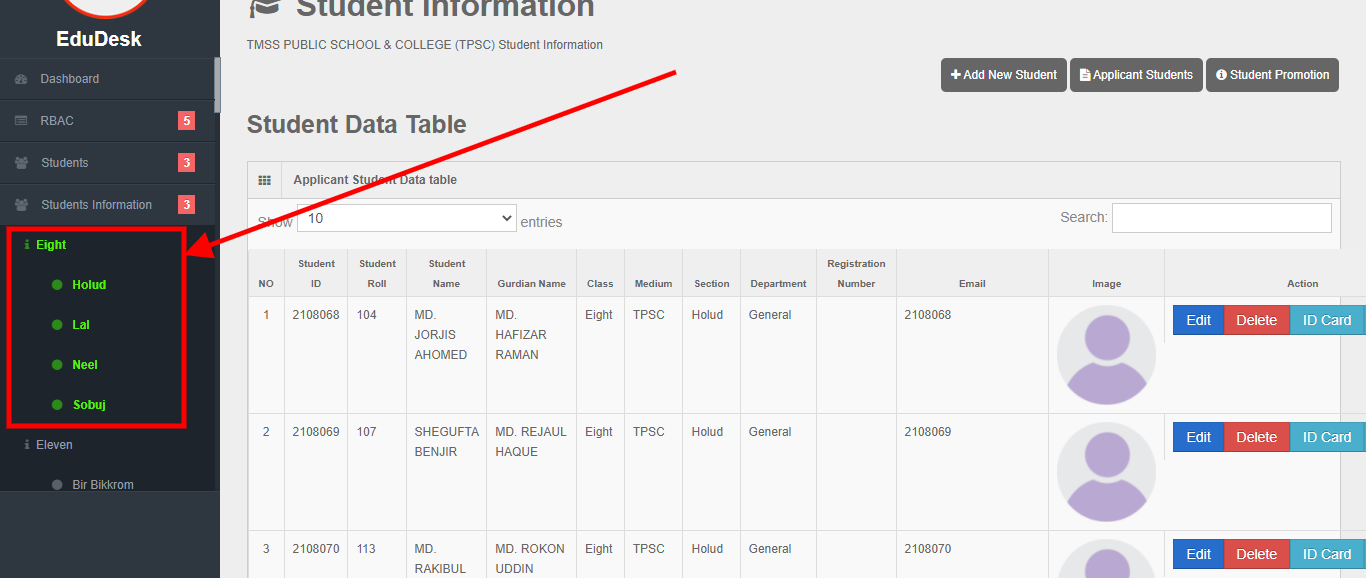 Student Information
EduDesk
TMSS PUBLIC SCHOOL & COLLEGE (TPSC) Student Information
Dashboard
Add New Student Applicant Students Student Promotion
RBAC 5
Student Data Table
Students 3
Applicant Student Data table
Students Information 3
Show 10 entries Search:
Eight
Holud
Lal
Neel
Sobuj
Eleven
Bir Bikkrom
NO Student ID Student Roll Student Name Gurdian Name Class Medium Section Department Registration Number Email Image Action
1 2108068 104 MD. JORJIS AHOMED MD. HAFIZAR RAMAN Eight TPSC Holud General 2108068 Edit Delete ID Card
2 2108069 107 SHEGUFTA BENJIR MD. REJAUL HAQUE Eight TPSC Holud General 2108069 Edit Delete ID Card
3 2108070 113 MD. RAKIBUL MD. ROKON UDDIN Eight TPSC Holud General 2108070 Edit Delete ID Card